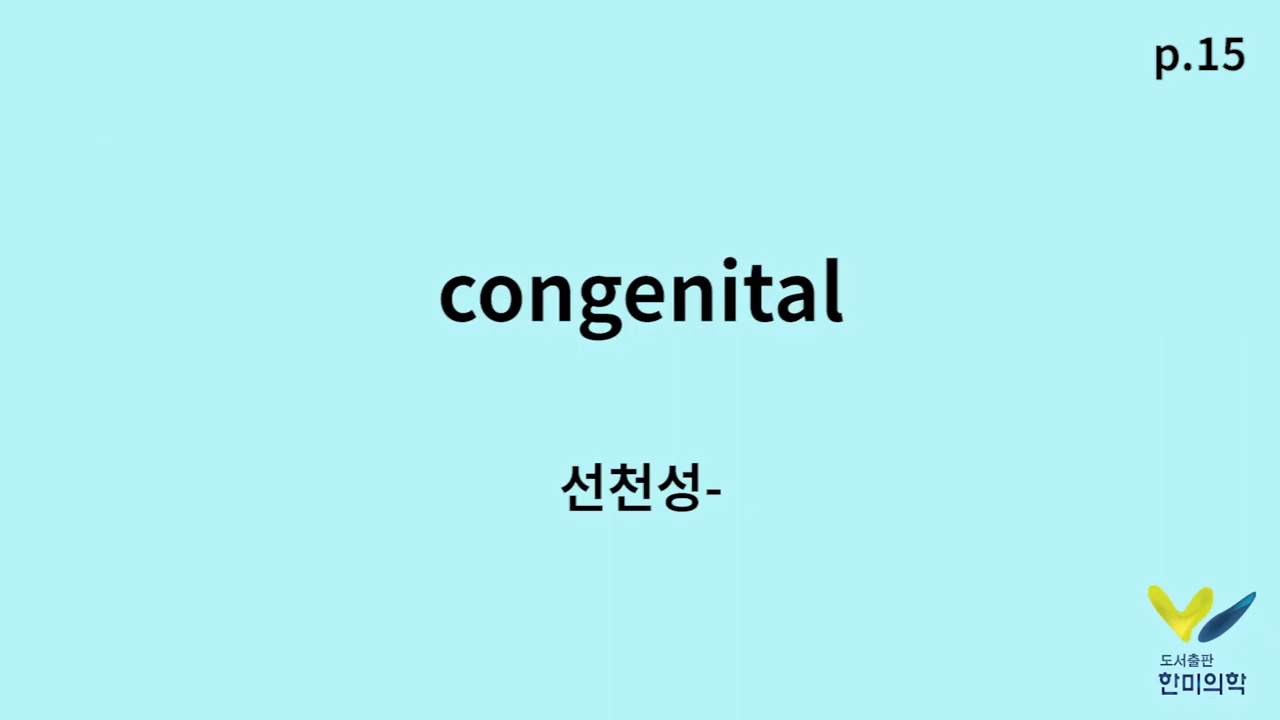 p.15
congenital
선천성-
도서출판
한미의학